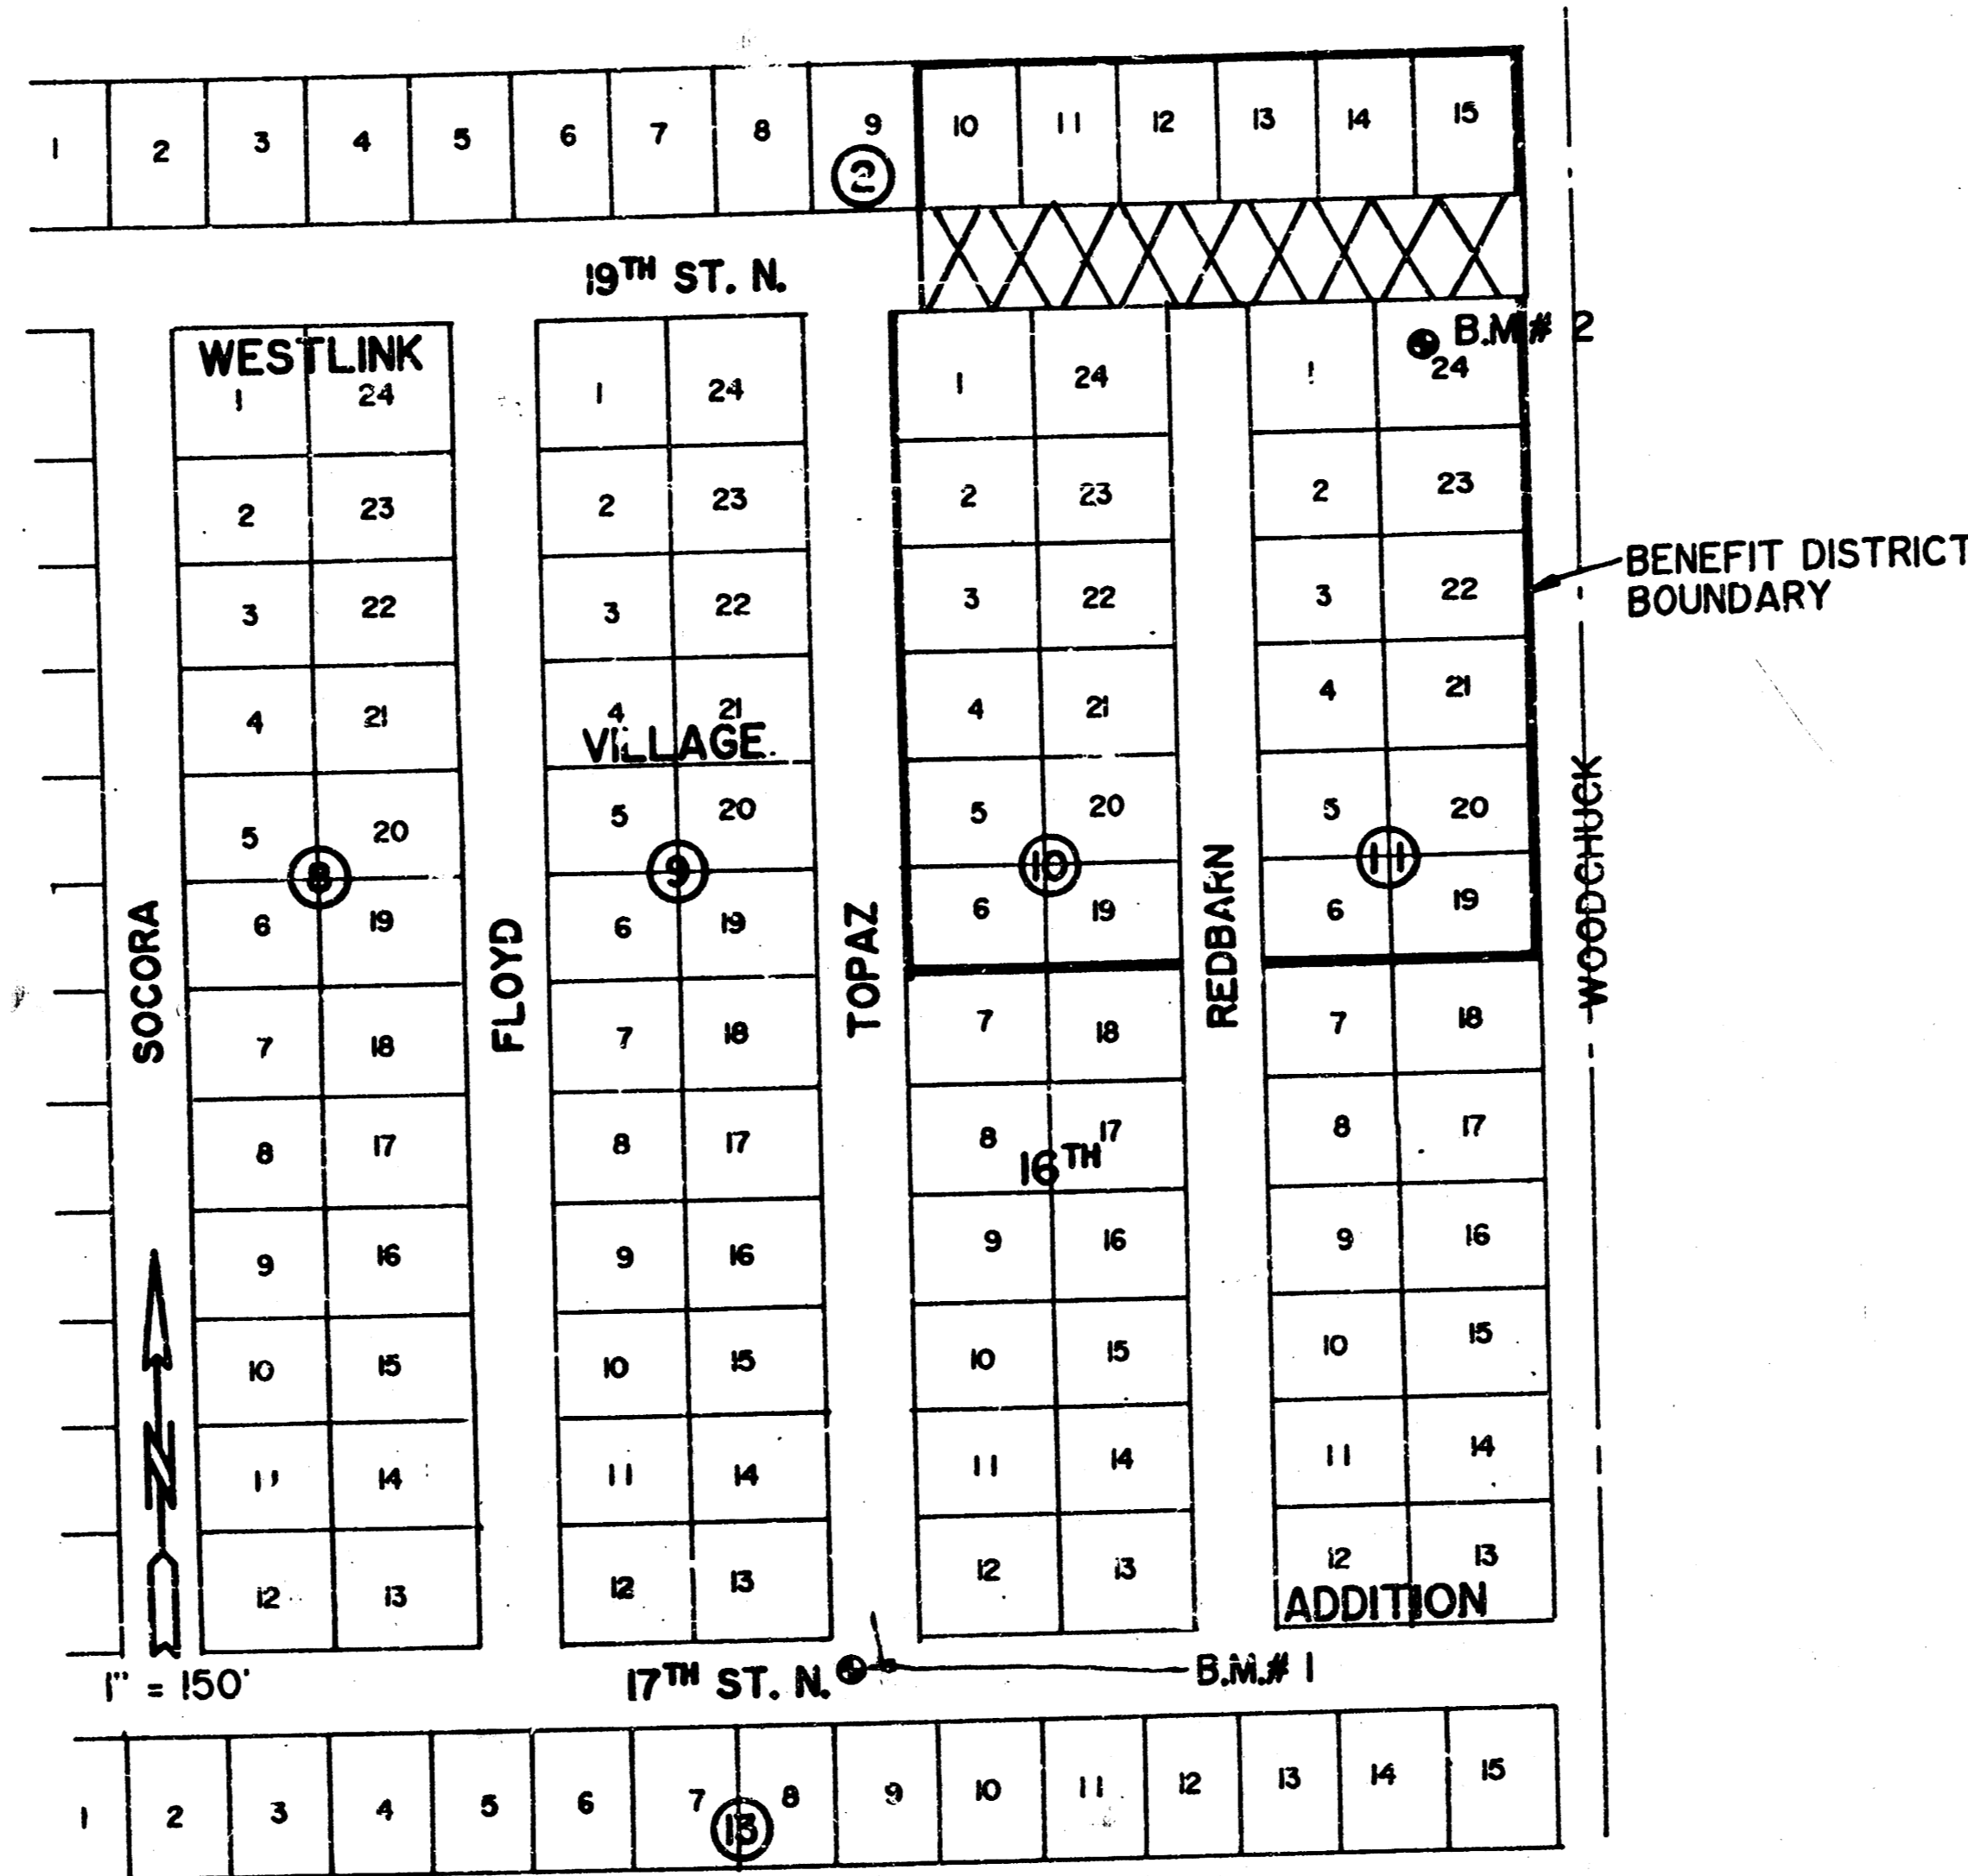 1 2 3 4 5 6 7 8 9 10 11 12 13 14 15
2
19TH ST. N.
B.M.# 2
WESTLINK
1 24 1 24 1 24 1 24
2 23 2 23 2 23 2 23
BENEFIT DISTRICT
BOUNDARY
3 22 3 22 3 22 3 22
4 21 4 21 4 21 4 21
VILLAGE
5 20 5 20 5 20 5 20
8 9 10 11
6 19 6 19 6 19 6 19
SOCORA
FLOYD
TOPAZ
REDBARN
WOODCHUCK
7 18 7 18 7 18 7 18
8 17 8 17 8 17 8 17
16TH
9 16 9 16 9 16 9 16
10 15 10 15 10 15 10 15
N
11 14 11 14 11 14 11 14
12 13 12 13 12 13 12 13
ADDITION
1" = 150'
17TH ST. N.
B.M.# 1
1 2 3 4 5 6 7 8 9 10 11 12 13 14 15
13